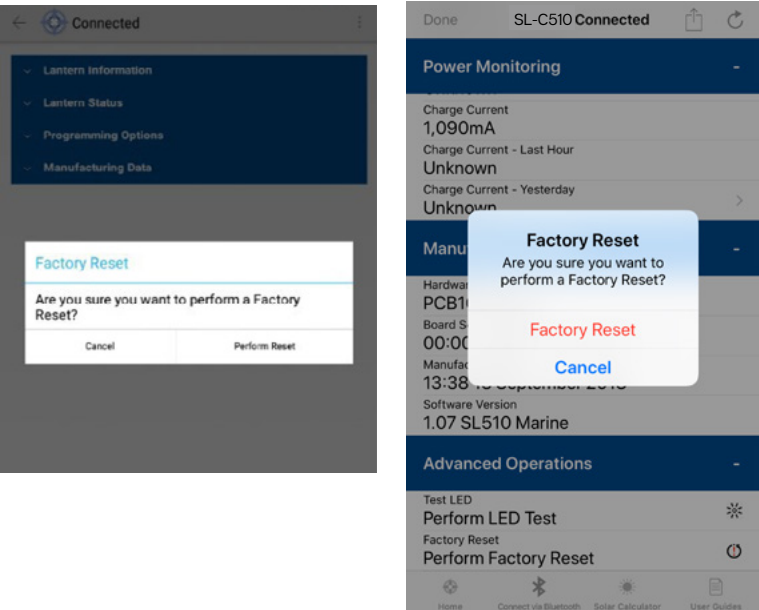 Connected
Lantern Information
Lantern Status
Programming Options
Manufacturing Data
Factory Reset
Are you sure you want to perform a Factory
Reset?
Cancel
Perform Reset
Done
SL-C510 Connected
Power Monitoring
-
Charge Current
1,090mA
Charge Current - Last Hour
Unknown
Charge Current - Yesterday
Unknown
-
Factory Reset
Are you sure you want to
perform a Factory Reset?
Factory Reset
Cancel
13:38
September
Software Version
1.07 SL510 Marine
Advanced Operations
-
Test LED
Perform LED Test
Factory Reset
Perform Factory Reset
Home
Connect via Bluetooth
Solar Calculator
User Guides